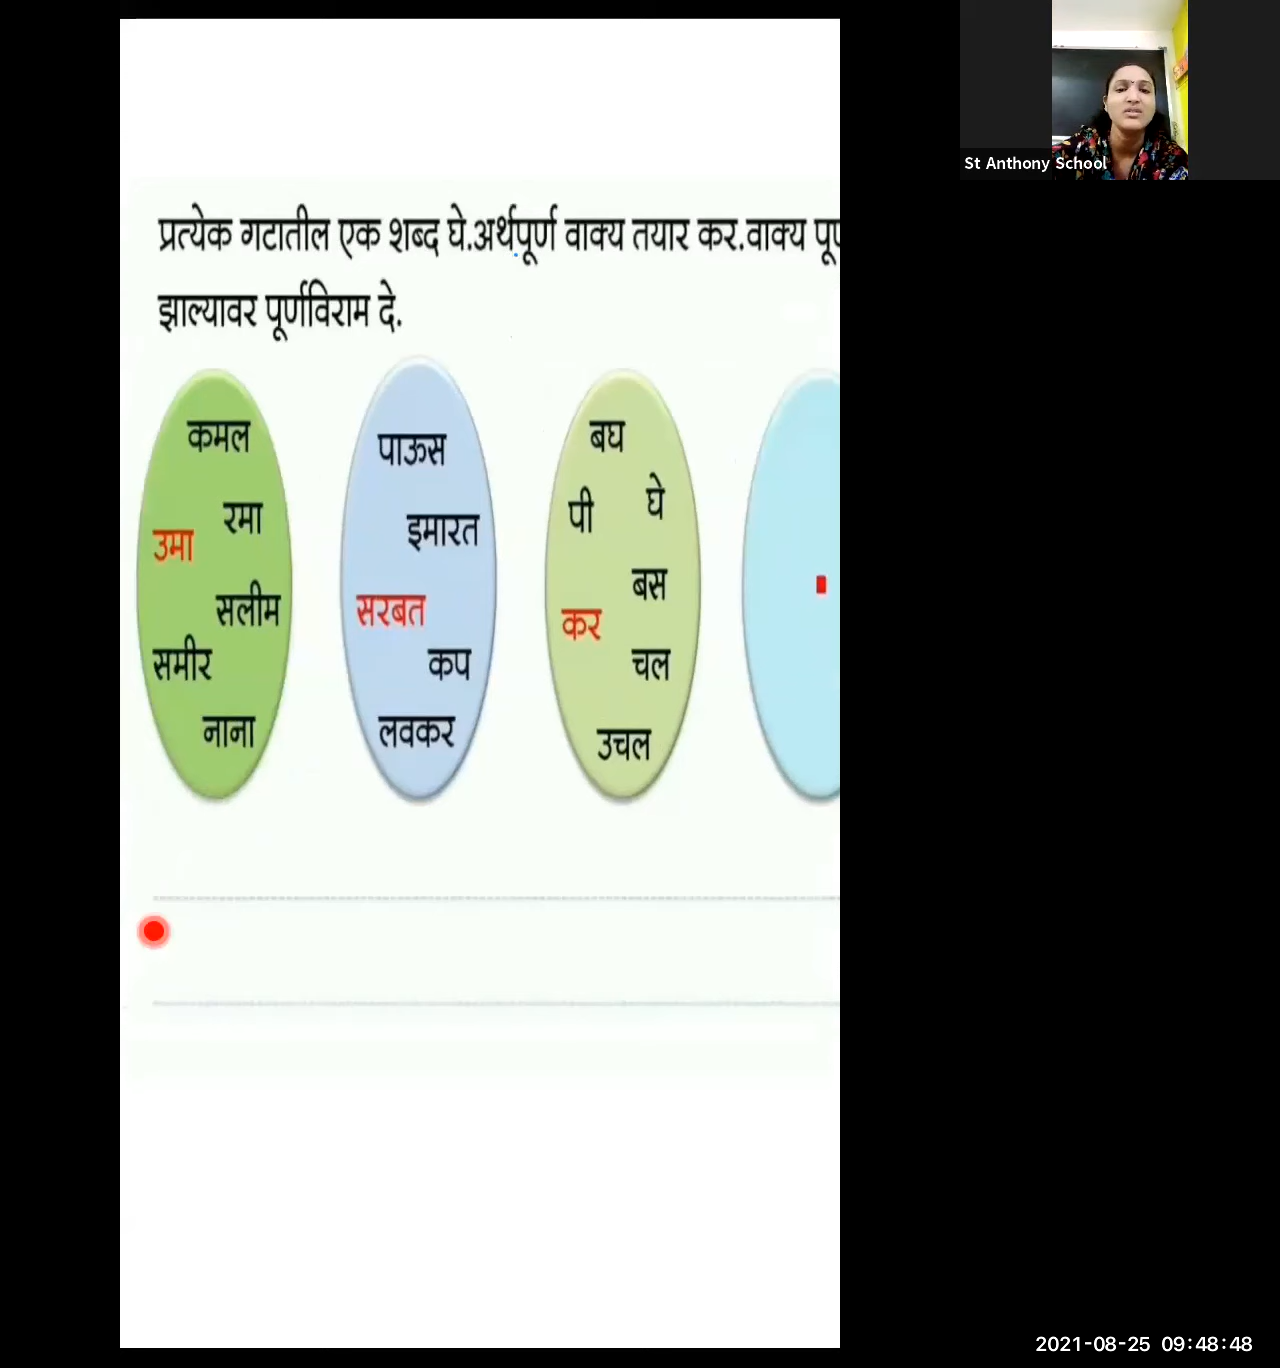 St Anthony School
प्रत्येक गटातील एक शब्द घे.अर्थपूर्ण वाक्य तयार कर.वाक्य
झाल्यावर पूर्णविराम दे.
कमल
रमा
उमा
सलीम
समीर
नाना
पाऊस
इमारत
सरबत
कप
लवकर
बघ
घे
पी
बस
कर
चल
उचल
2021-08-25 09:48:48